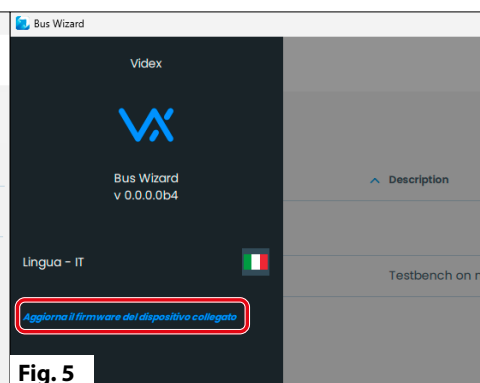 Bus Wizard
Videx
Bus Wizard
v 0.0.0.0b4
Description
Lingua - IT
Testbench on
Aggiorna il firmware del dispositivo collegato
Fig. 5